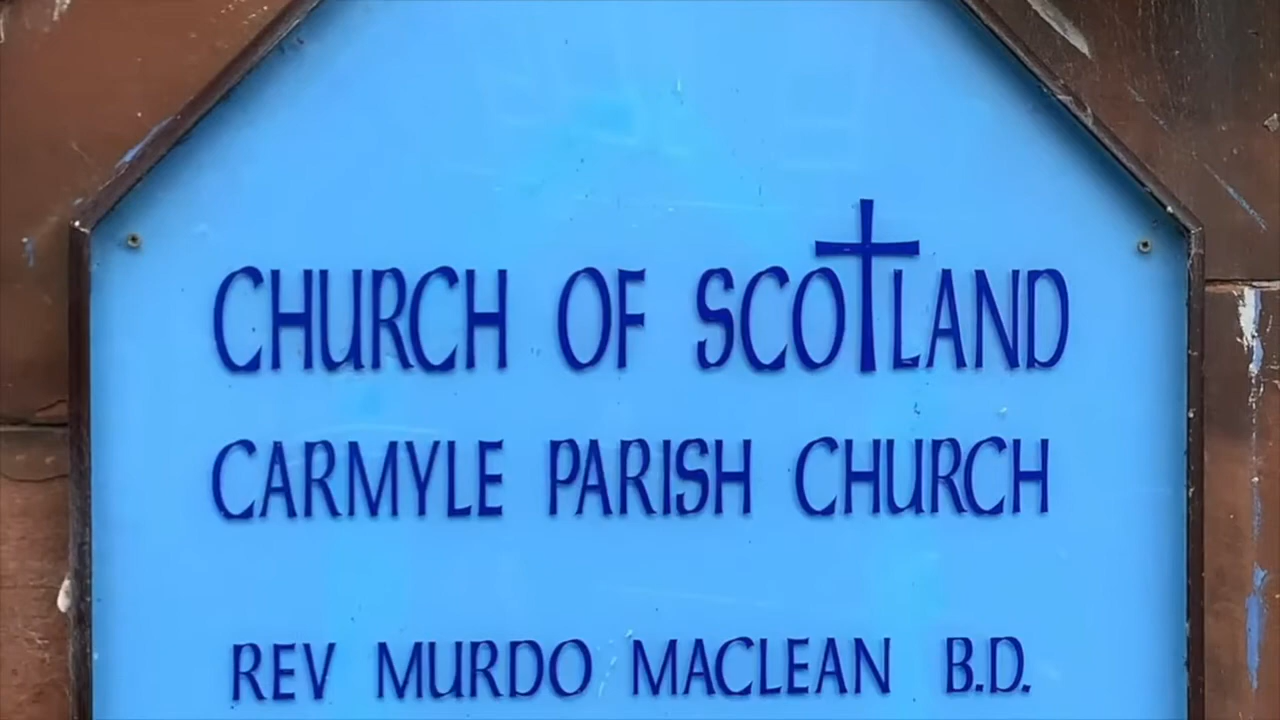 CHURCH OF SCOTLAND
CARMYLE PARISH CHURCH
REV MURDO MACLEAN B.D.